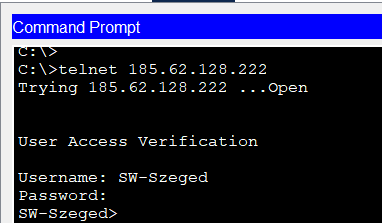 Command Prompt
C:\>
C:\>telnet 185.62.128.222
Trying 185.62.128.222 ...Open
User Access Verification
Username: SW-Szeged
Password:
SW-Szeged>